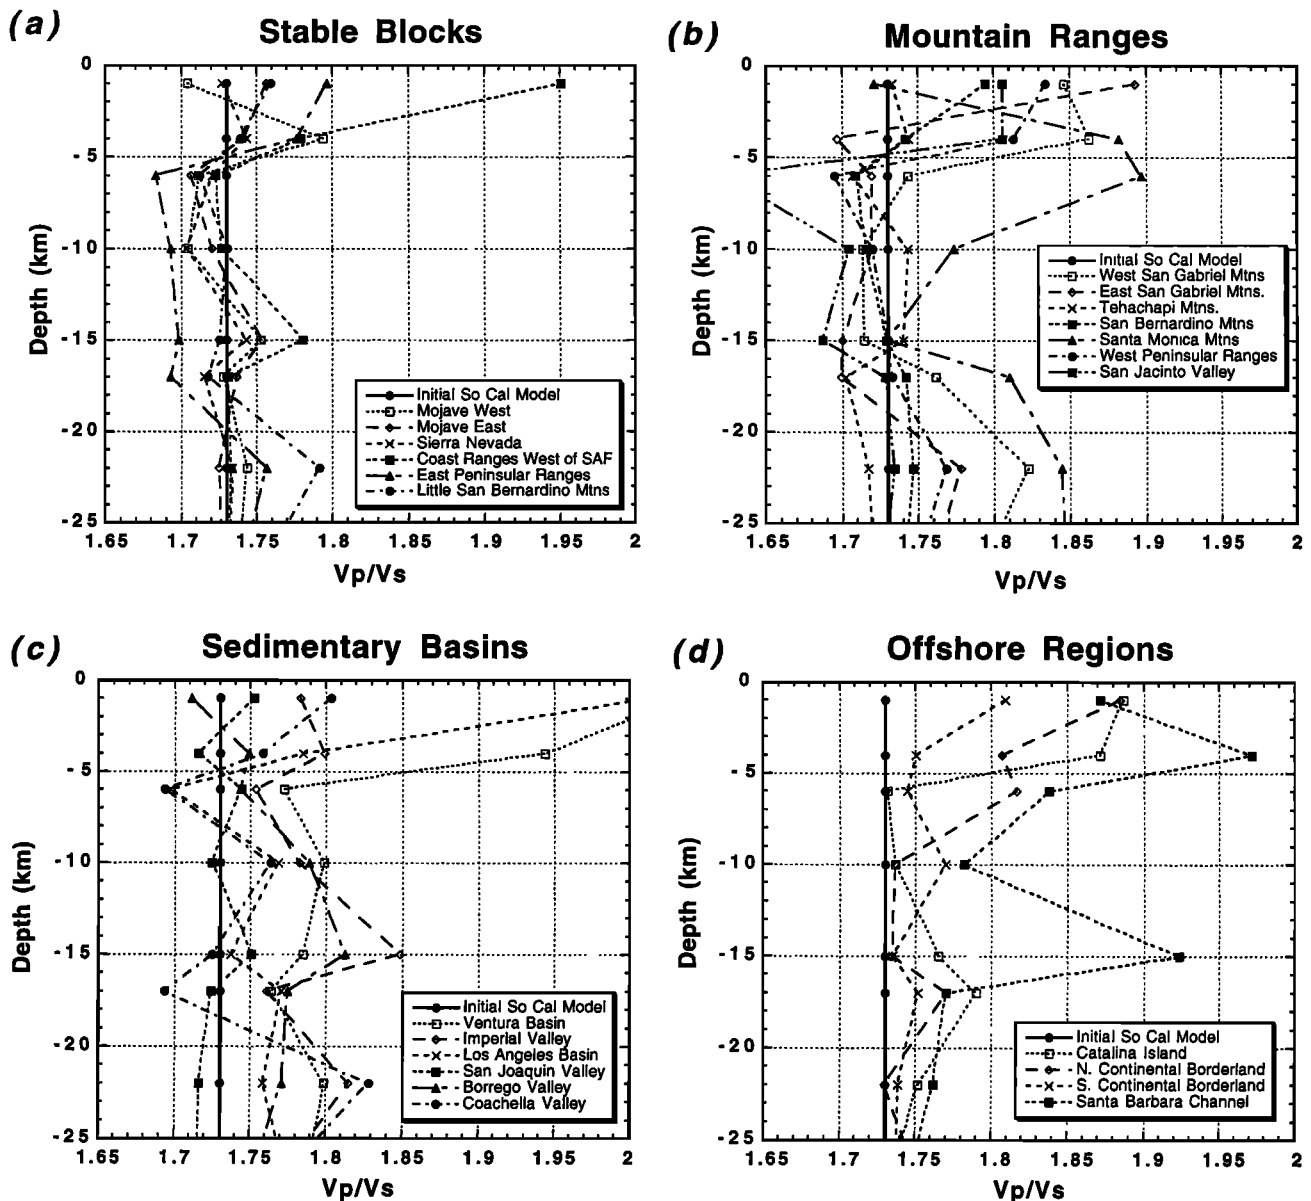 (a)
Stable Blocks
0
-5
-10
-15
-20
-25
Depth (km)
Initial So Cal Model
Mojave West
Mojave East
Sierra Nevada
Coast Ranges West of SAF
East Peninsular Ranges
Little San Bernardino Mtns
1.65 1.7 1.75 1.8 1.85 1.9 1.95 2
Vp/Vs
(b)
Mountain Ranges
0
-5
-10
-15
-20
-25
Depth (km)
Initial So Cal Model
West San Gabriel Mtns
East San Gabriel Mtns.
Tehachapi Mtns.
San Bernardino Mtns
Santa Monica Mtns
West Peninsular Ranges
San Jacinto Valley
1.65 1.7 1.75 1.8 1.85 1.9 1.95 2
Vp/Vs
(c)
Sedimentary Basins
0
-5
-10
-15
-20
-25
Depth (km)
Initial So Cal Model
Ventura Basin
Imperial Valley
Los Angeles Basin
San Joaquin Valley
Borrego Valley
Coachella Valley
1.65 1.7 1.75 1.8 1.85 1.9 1.95 2
Vp/Vs
(d)
Offshore Regions
0
-5
-10
-15
-20
-25
Depth (km)
Initial So Cal Model
Catalina Island
N. Continental Borderland
S. Continental Borderland
Santa Barbara Channel
1.65 1.7 1.75 1.8 1.85 1.9 1.95 2
Vp/Vs